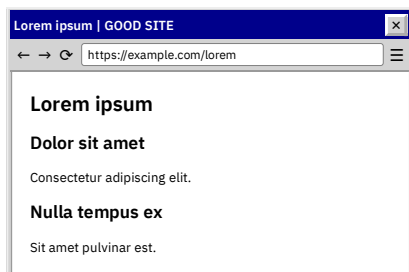 Lorem ipsum | GOOD SITE
https://example.com/lorem
Lorem ipsum
Dolor sit amet
Consectetur adipiscing elit.
Nulla tempus ex
Sit amet pulvinar est.